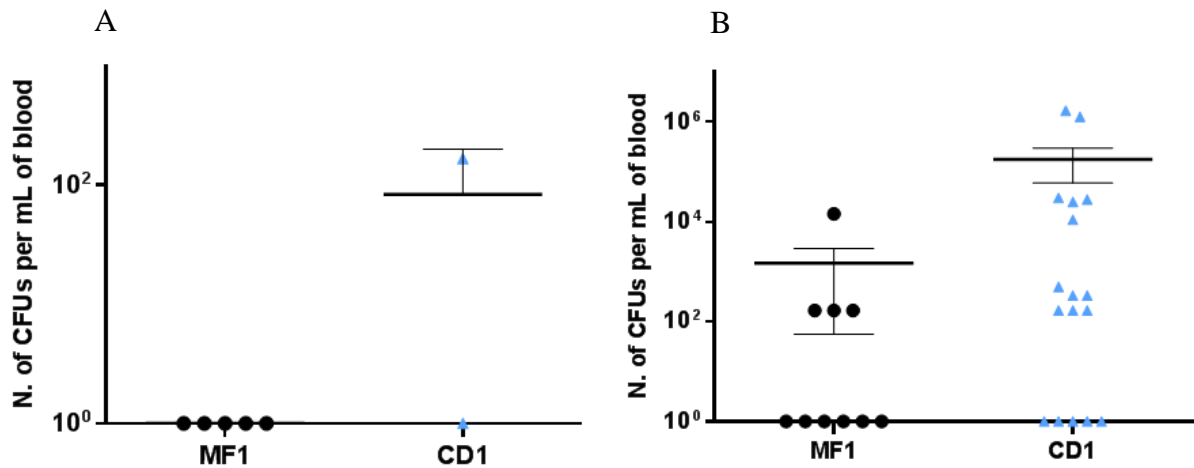 A
N. of CFUs per mL of blood
10²
10⁰
MF1 CD1
B
N. of CFUs per mL of blood
10⁶
10⁴
10²
10⁰
MF1 CD1